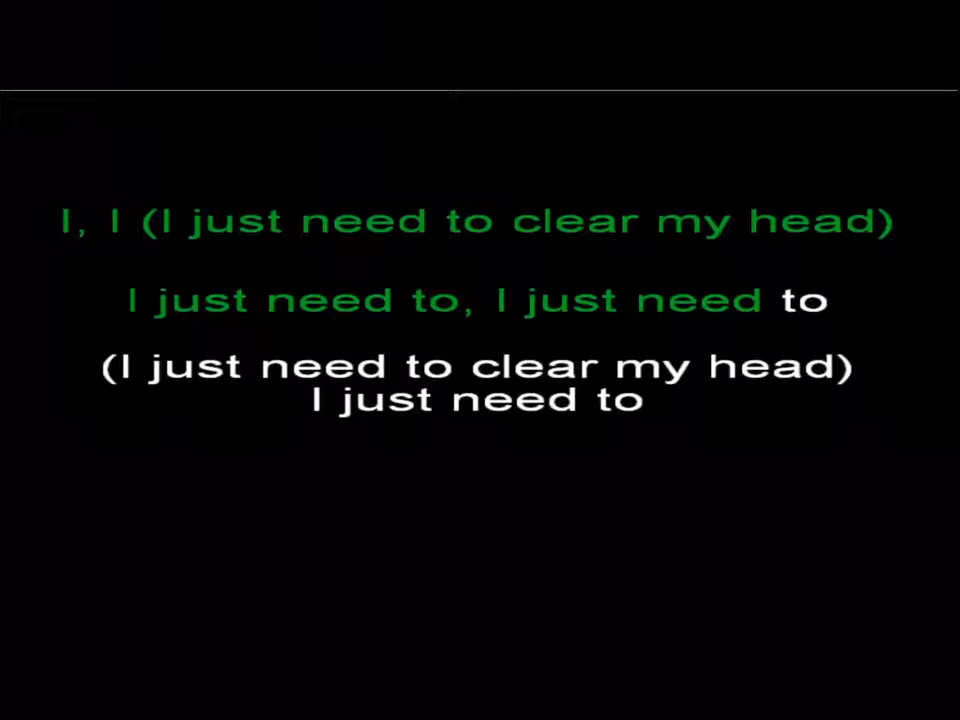 I, I (I just need to clear my head)
I just need to, I just need to
(I just need to clear my head)
I just need to